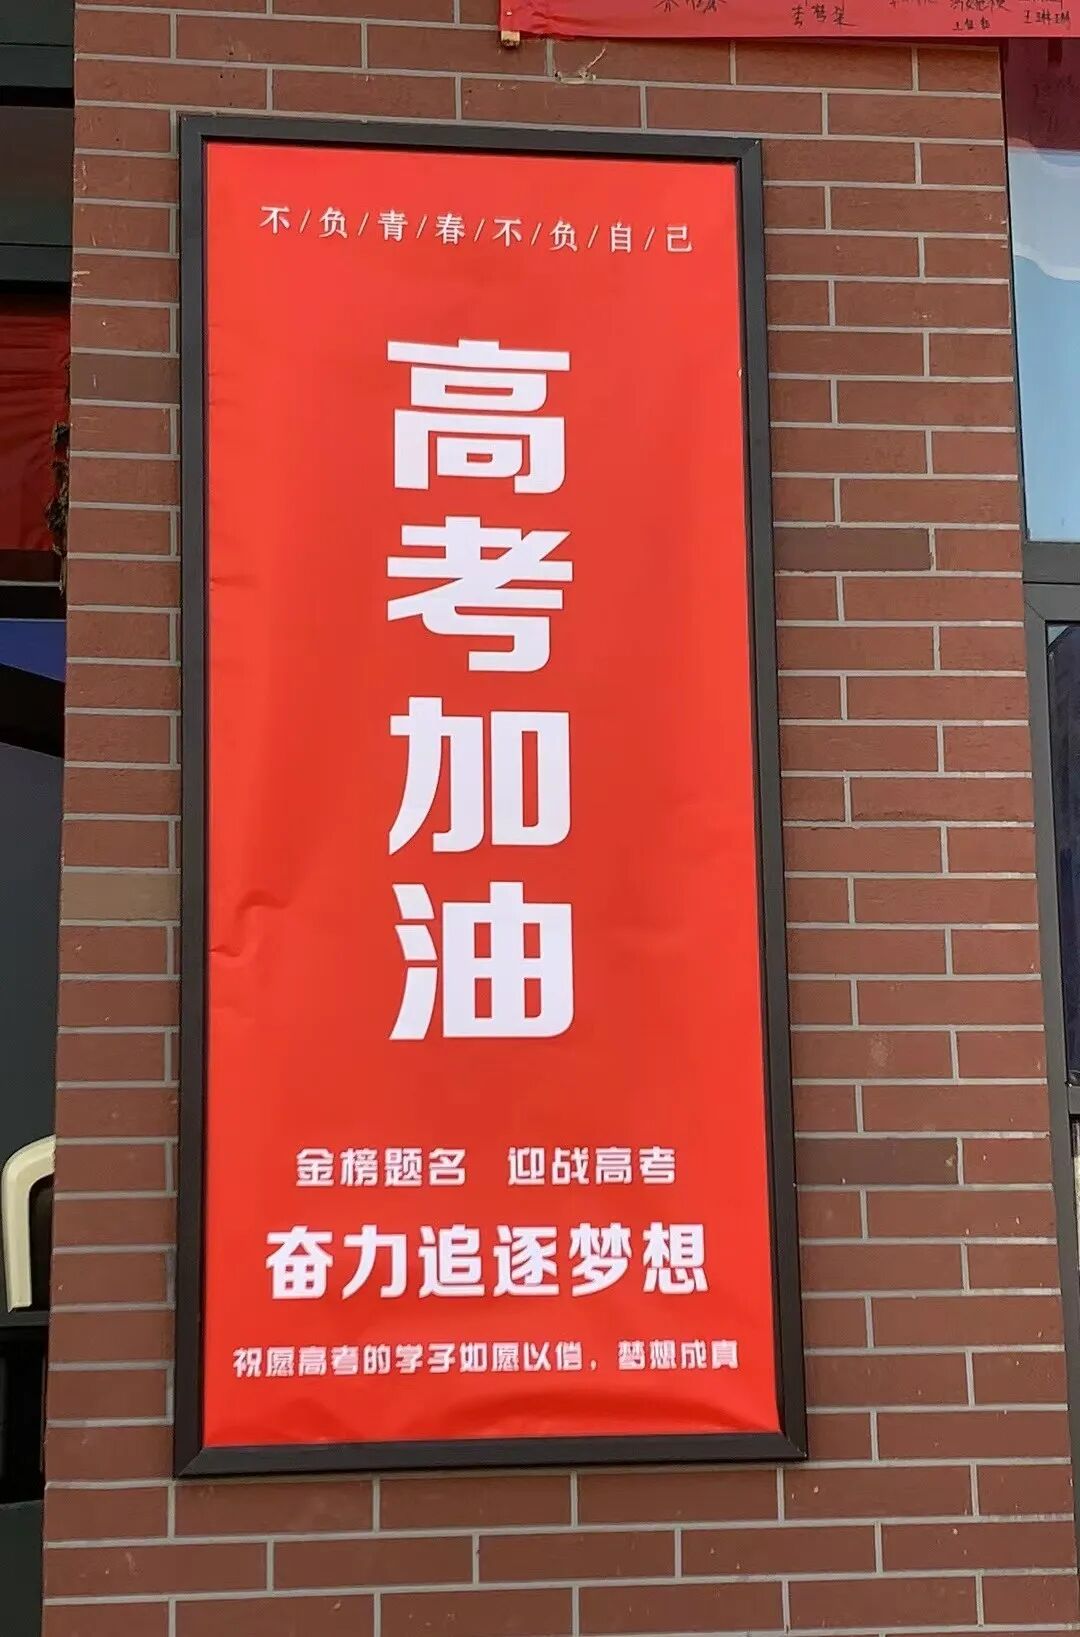 不/负/青/春/不/负/自/己
高考加油
金榜题名 迎战高考
奋力追逐梦想
祝愿高考的学子如愿以偿，梦想成真